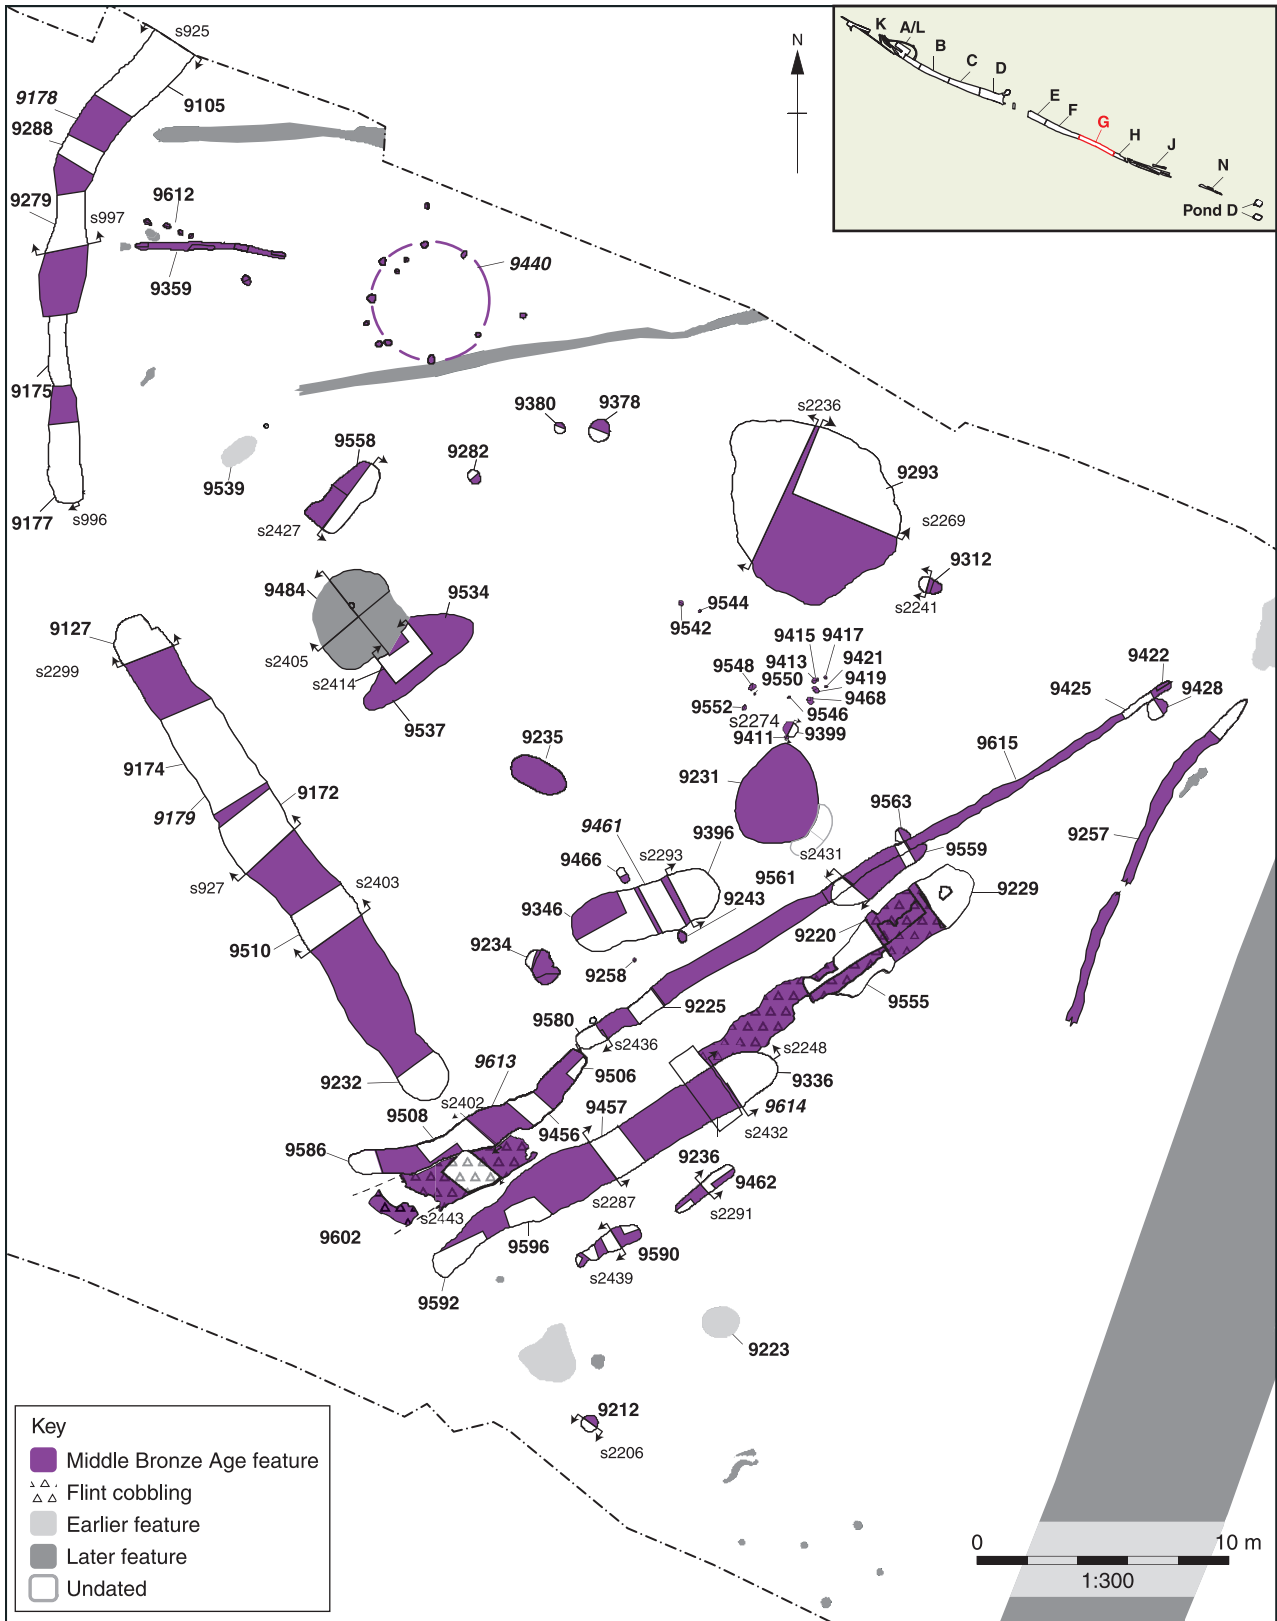 s925
N
K
A/L
B
C
D
E
F
G
H
J
N
Pond D
9178
9105
9288
9279
s997
9612
9359
9440
9175
9177
s996
9380
9378
s2236
9558
9282
9293
9539
s2427
s2269
9312
s2241
9484
9534
9544
9542
9127
s2299
s2405
s2414
9537
9415
9417
9413
9421
9548
9550
9419
9468
9552
9546
s2274
9411
9399
9422
9425
9428
9235
9231
9615
9174
9179
9172
9563
9257
9461
9396
s2293
s2431
9559
9466
9561
9229
s927
s2403
9346
9243
9220
9510
9234
9258
9555
9225
9580
s2436
s2248
9613
9506
9336
9232
s2402
9457
9614
9508
9456
s2432
9586
9236
9462
s2287
s2291
s2443
9602
9596
9590
s2439
9592
9223
9212
s2206
Key
Middle Bronze Age feature
Flint cobbling
Earlier feature
Later feature
Undated
0
10 m
1:300